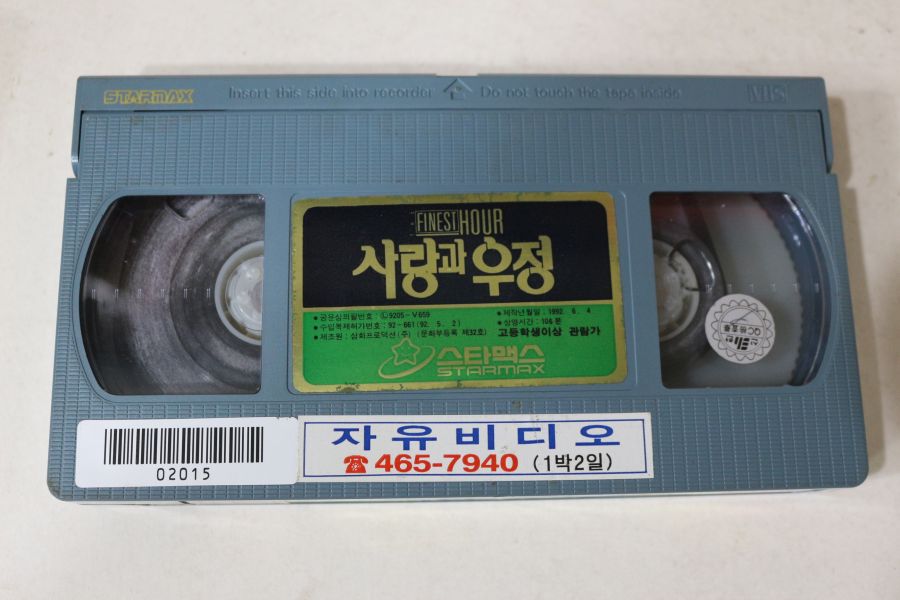 STARMAX Insert this side into recorder Do not touch the tape inside VHS
FINEST HOUR
사랑과 우정
• 공윤심의필번호 : Ⓛ9205-V659
• 수입복제허가번호 : 92-661(92. 5. 2)
• 제조원 : 삼화프로덕션(주) (문화부등록 제32호)
• 제작년월일 : 1992. 6. 4
• 상영시간 : 106분
고등학생이상 관람가
스타맥스
STARMAX
02015
자유비디오
☎465-7940 (1박2일)